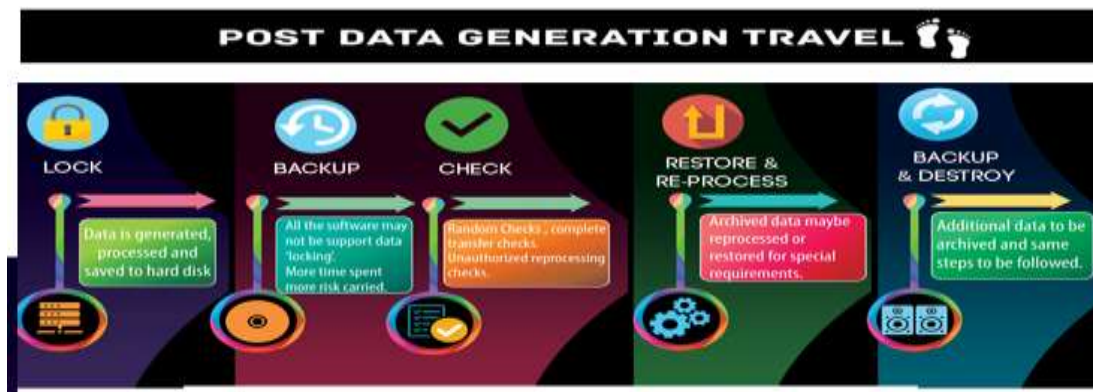 POST DATA GENERATION TRAVEL
LOCK
Data is generated,
processed and
saved to hard disk
BACKUP
All the software may
not be support data
'locking'.
More time spent
more risk carried.
CHECK
Random Checks , complete
transfer checks.
Unauthorized reprocessing
checks.
RESTORE &
RE-PROCESS
Archived data maybe
reprocessed or
restored for special
requirements.
BACKUP
& DESTROY
Additional data to be
archived and same
steps to be followed.